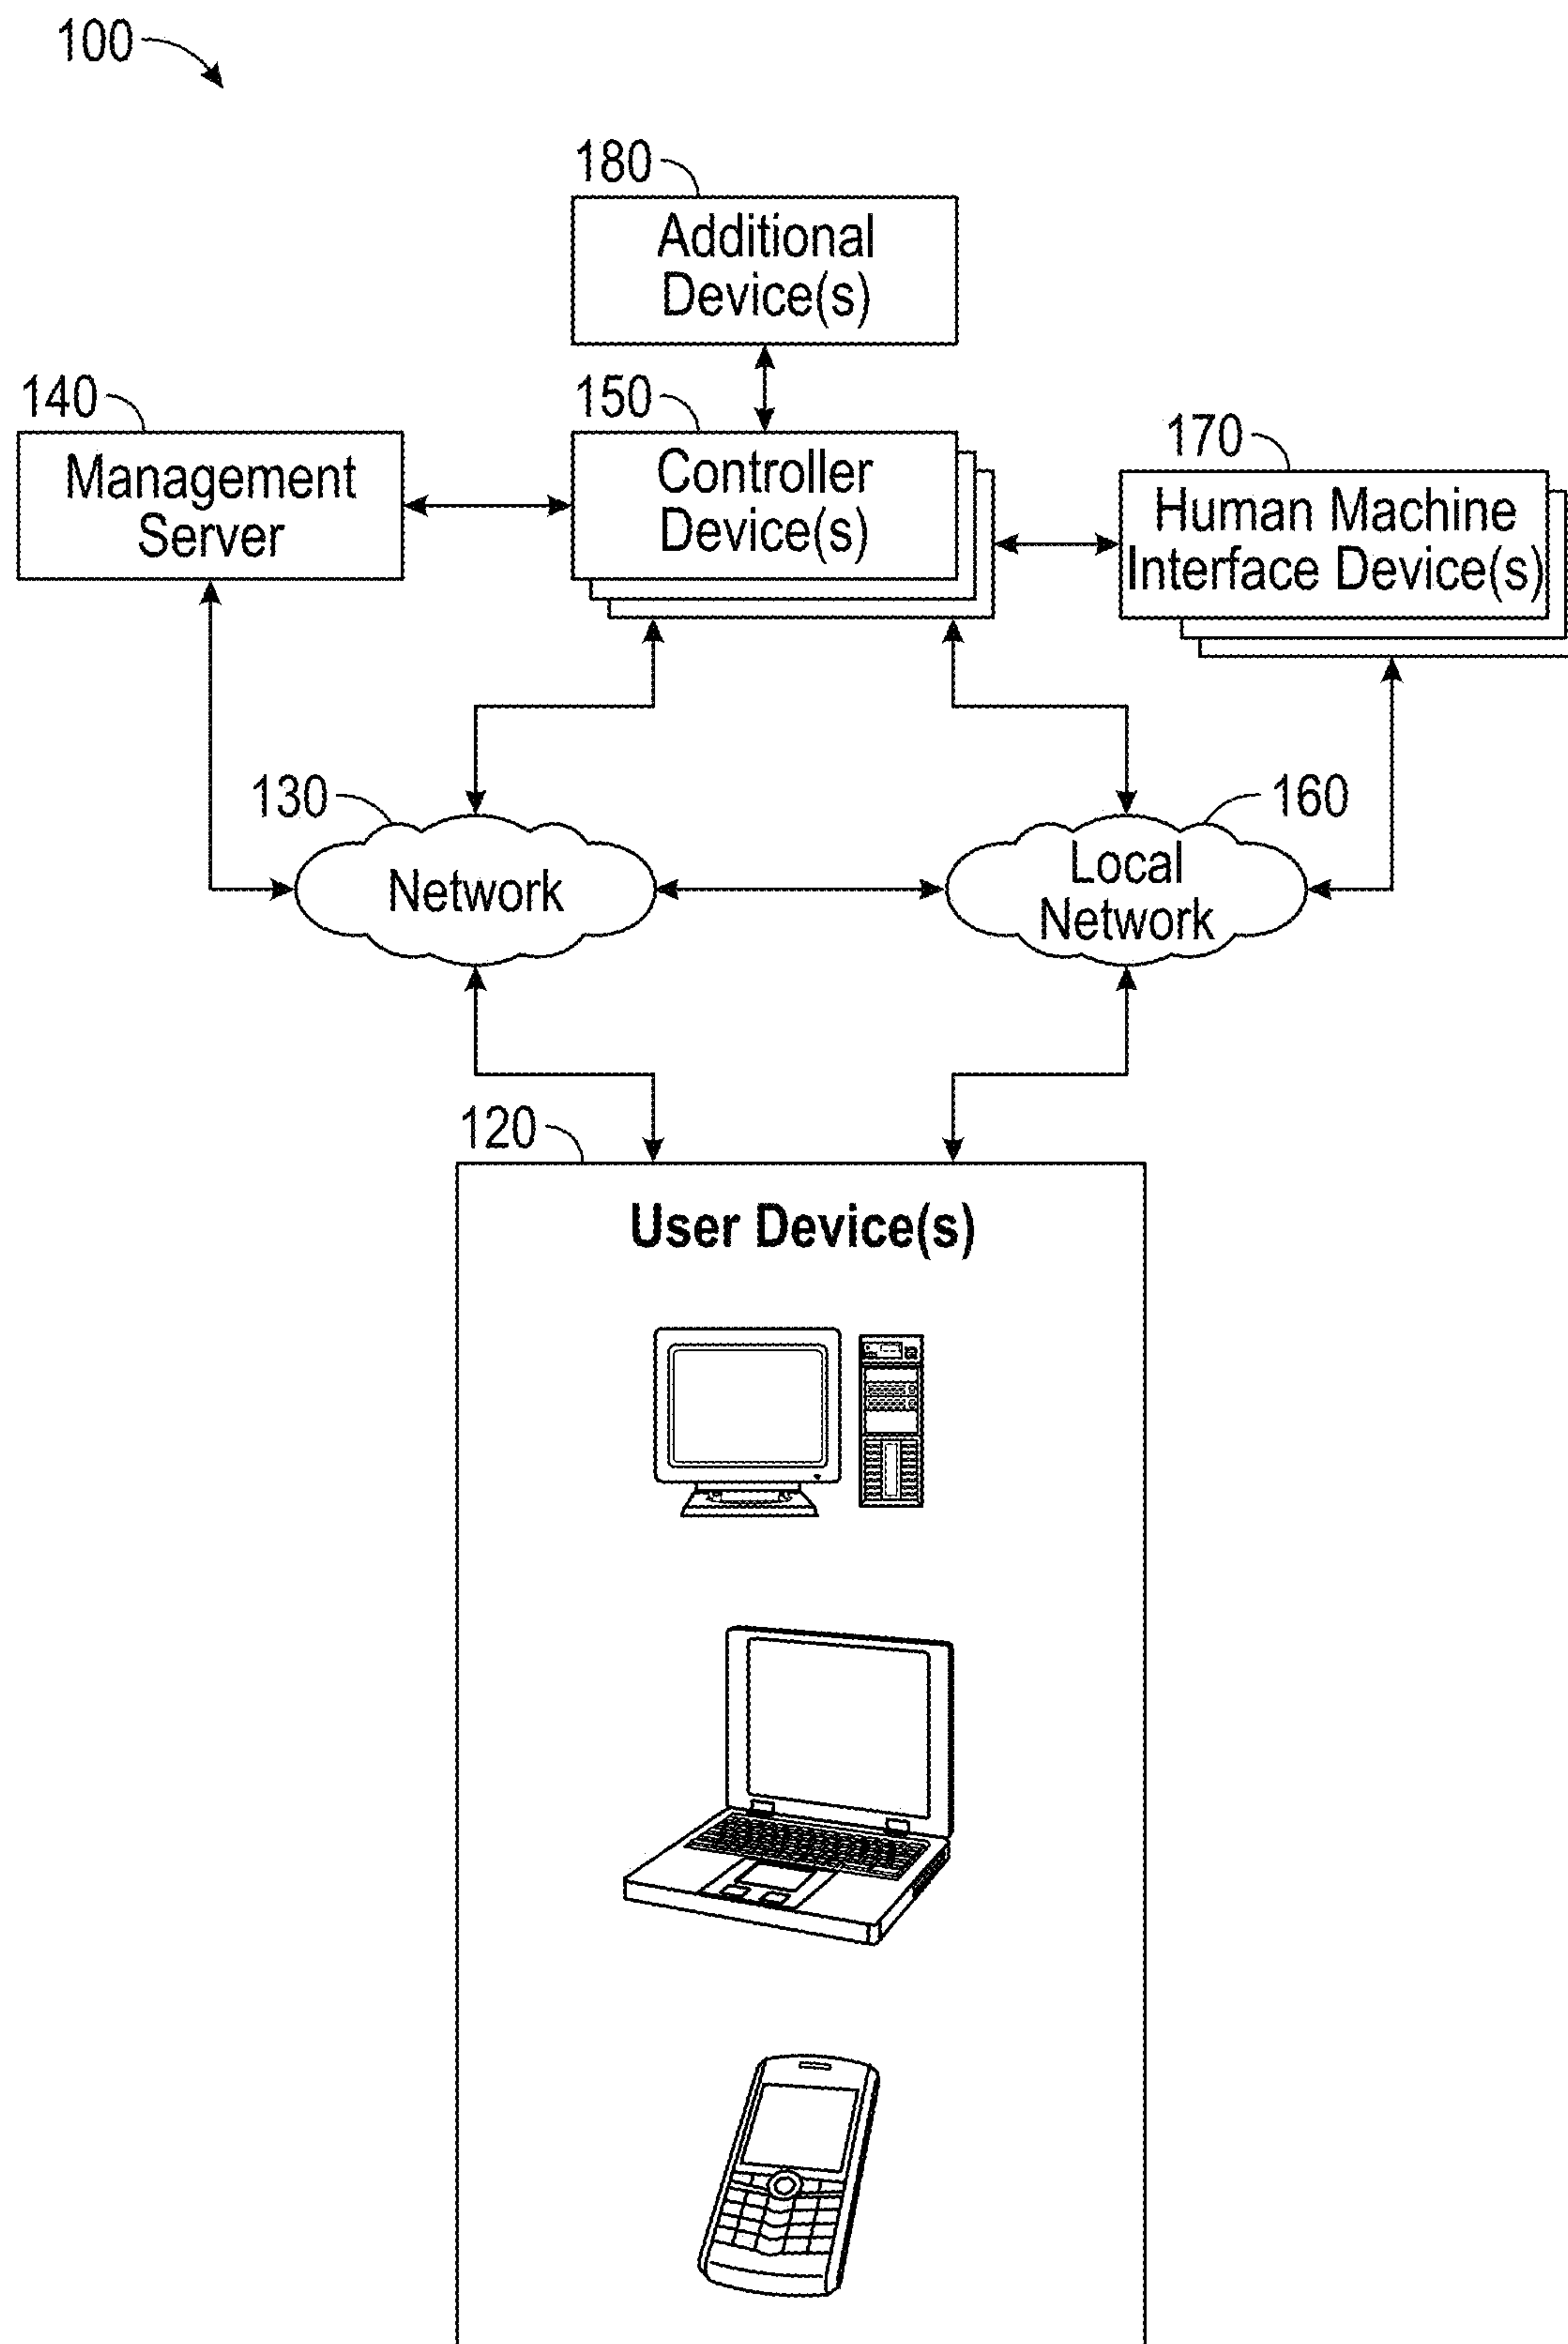 100
180
Additional
Device(s)
140
Management
Server
150
Controller
Device(s)
170
Human Machine
Interface Device(s)
130
Network
160
Local
Network
120
User Device(s)